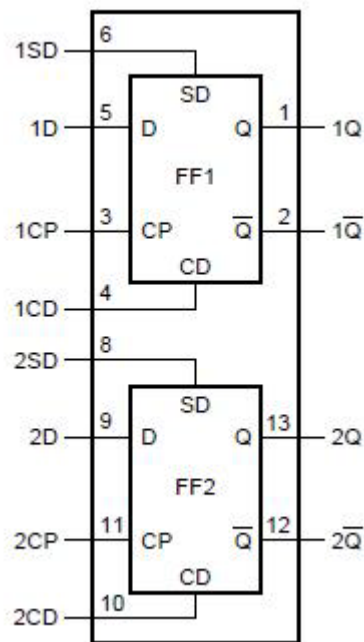 1SD 6
SD
1D 5 D Q 1 1Q
FF1
1CP 3 CP Q̅ 2 1Q̅
CD
1CD 4
2SD 8
SD
2D 9 D Q 13 2Q
FF2
2CP 11 CP Q̅ 12 2Q̅
CD
2CD 10